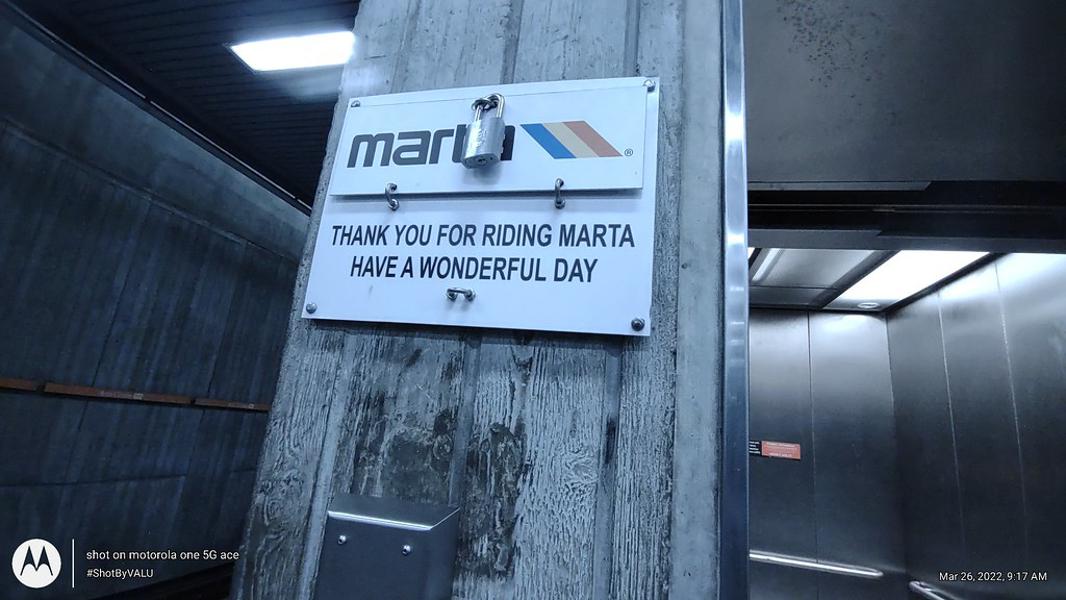 marta ®
THANK YOU FOR RIDING MARTA
HAVE A WONDERFUL DAY
shot on motorola one 5G ace
#ShotByVALU
Mar 26, 2022, 9:17 AM